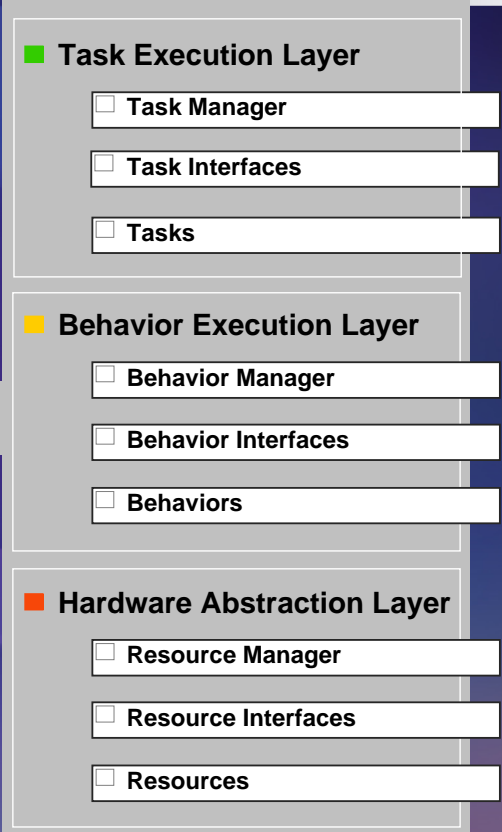 Task Execution Layer
Task Manager
Task Interfaces
Tasks
Behavior Execution Layer
Behavior Manager
Behavior Interfaces
Behaviors
Hardware Abstraction Layer
Resource Manager
Resource Interfaces
Resources